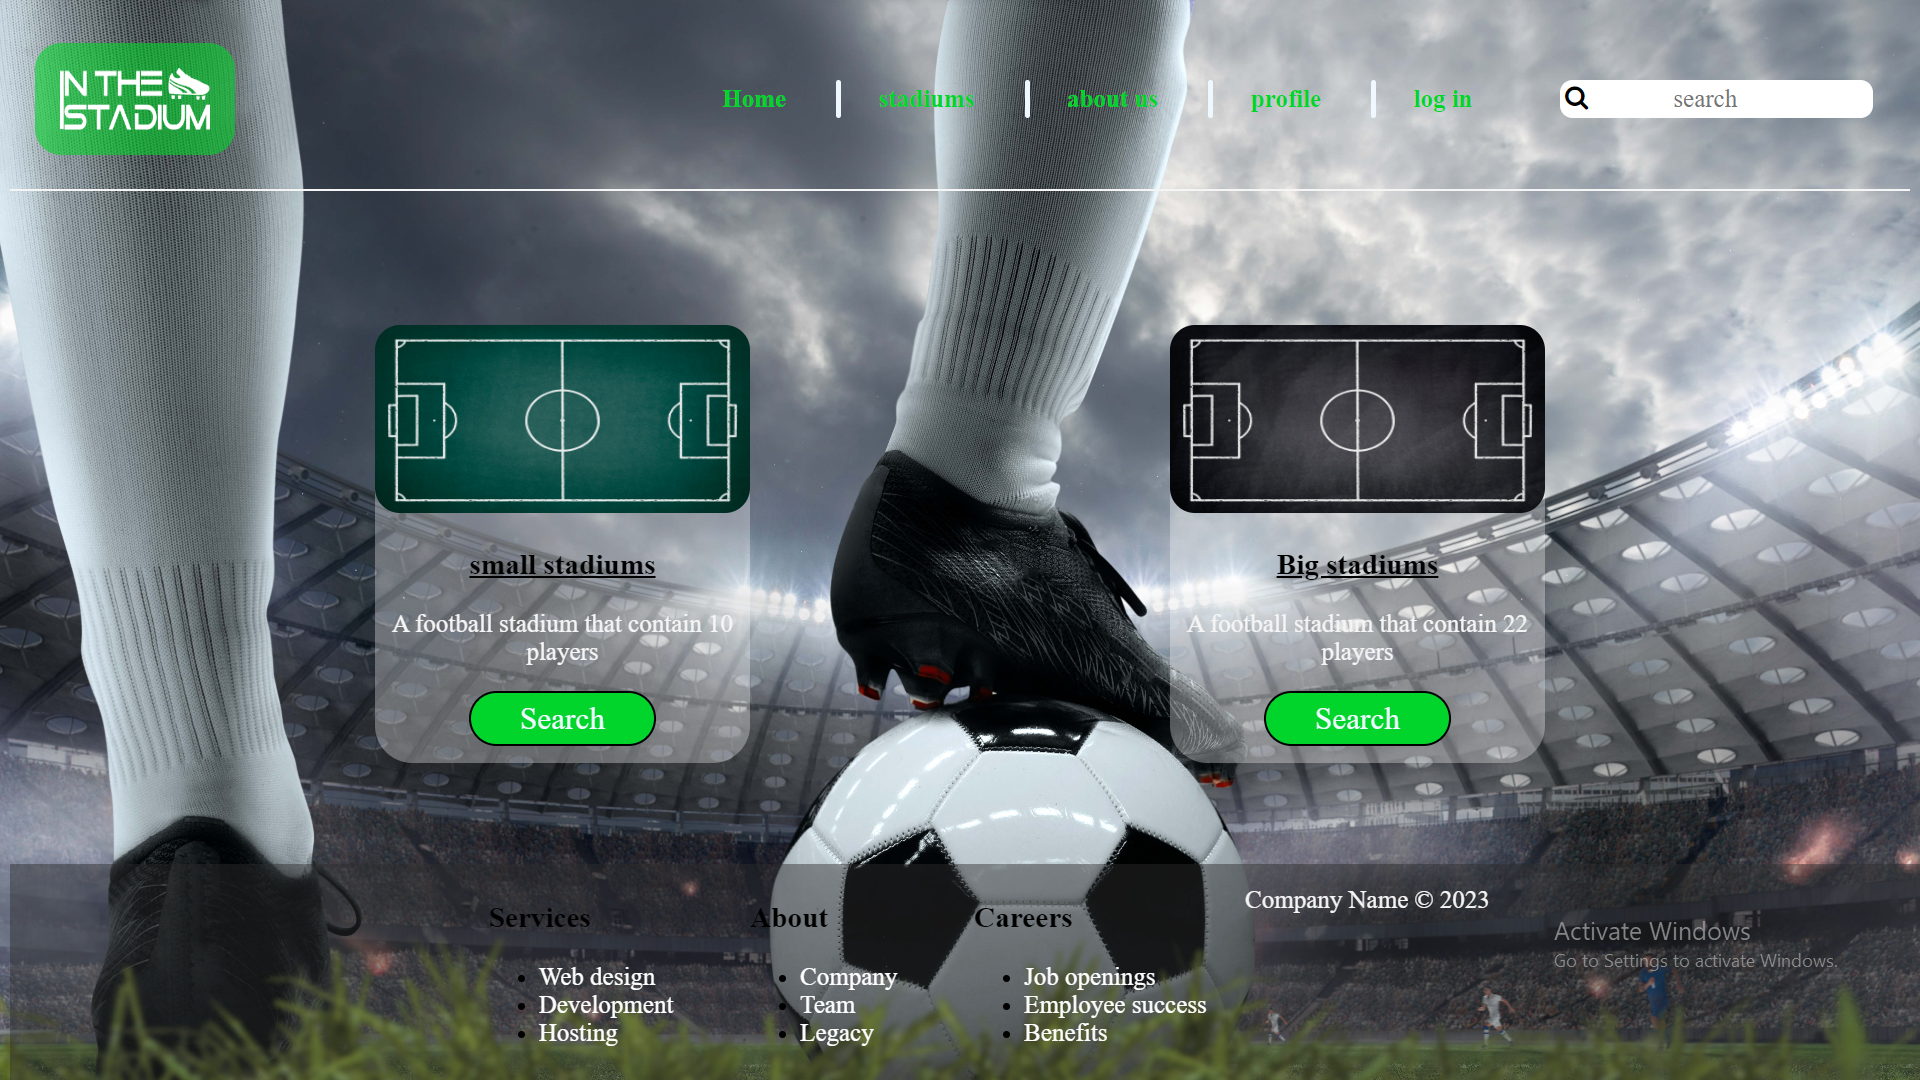 IN THE
STADIUM
Home
stadiums
about us
profile
log in
search
small stadiums
A football stadium that contain 10
players
Search
Big stadiums
A football stadium that contain 22
players
Search
Services
Web design
Development
Hosting
About
Company
Team
Legacy
Careers
Job openings
Employee success
Benefits
Company Name © 2023
Activate Windows
Go to Settings to activate Windows.